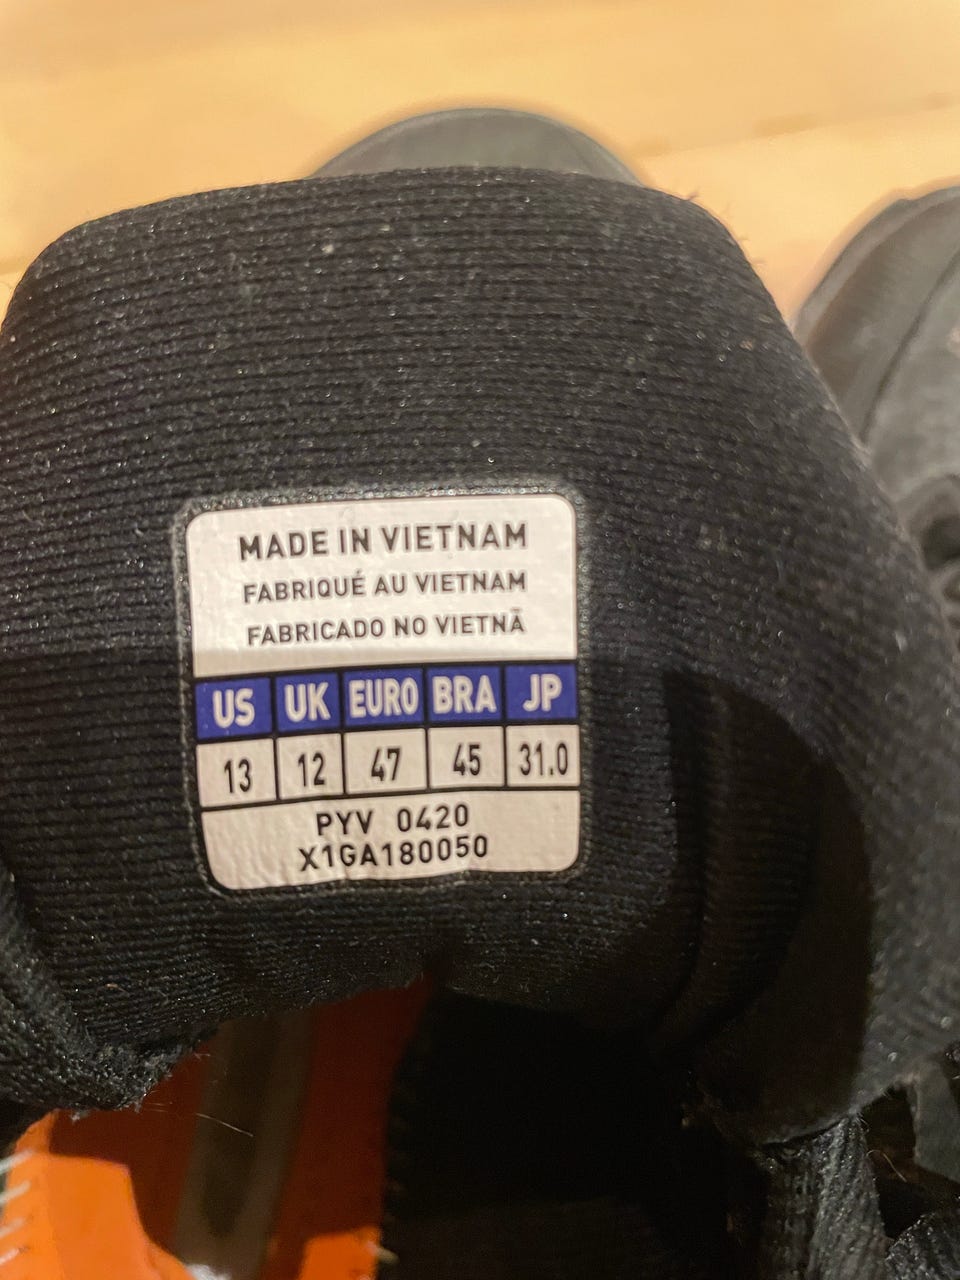 MADE IN VIETNAM
FABRIQUÉ AU VIETNAM
FABRICADO NO VIETNÃ
US UK EURO BRA JP
13 12 47 45 31.0
PYV 0420
X1GA180050